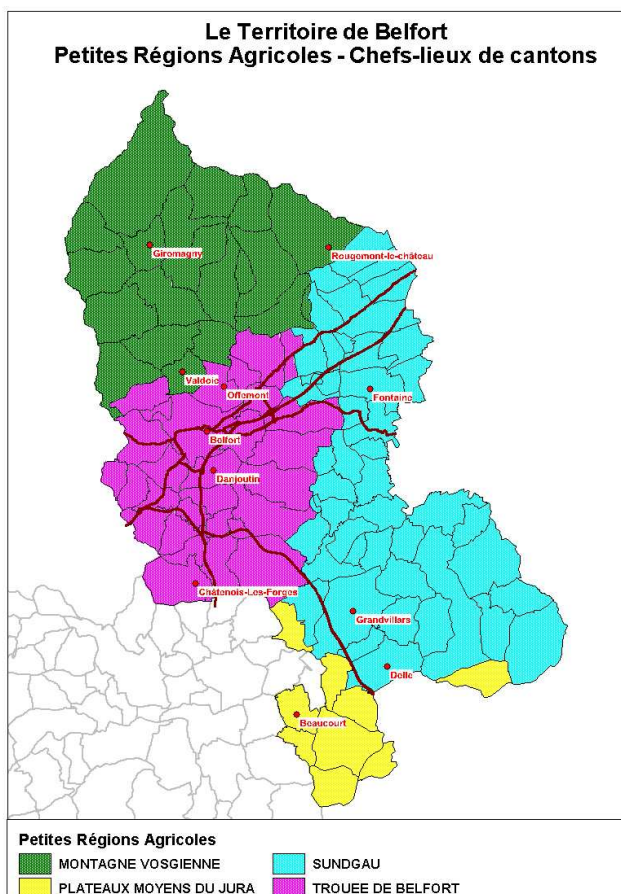 Le Territoire de Belfort
Petites Régions Agricoles - Chefs-lieux de cantons
Giromagny
Rougemont-le-château
Valdoie
Offemont
Fontaine
Belfort
Danjoutin
Châtenois-Les-Forges
Grandvillars
Delle
Beaucourt
Petites Régions Agricoles
MONTAGNE VOSGIENNE
SUNDGAU
PLATEAUX MOYENS DU JURA
TROUEE DE BELFORT